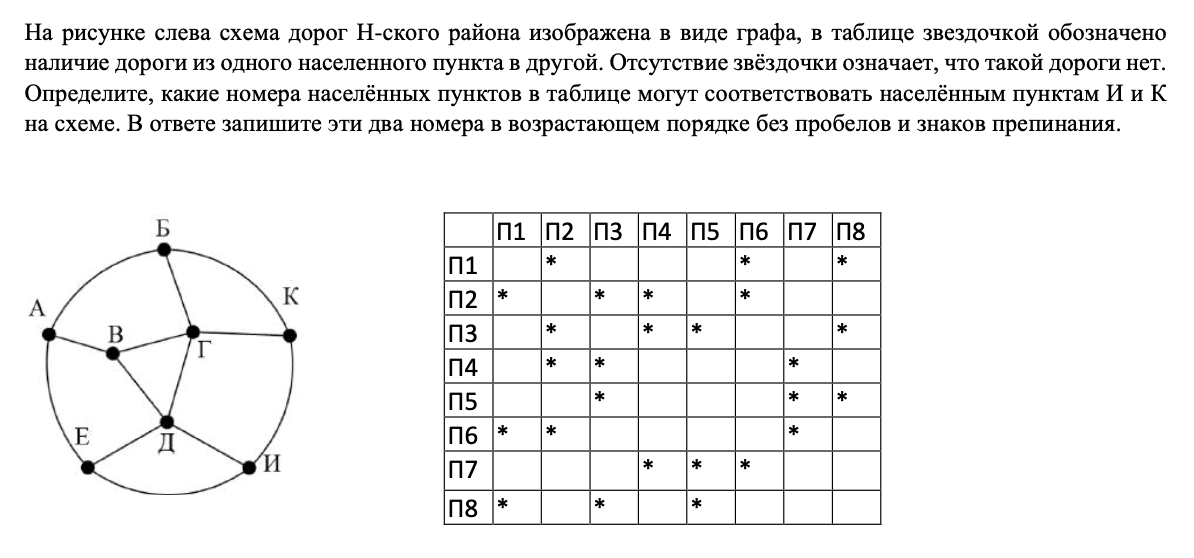 На рисунке слева схема дорог Н-ского района изображена в виде графа, в таблице звездочкой обозначено
наличие дороги из одного населенного пункта в другой. Отсутствие звёздочки означает, что такой дороги нет.
Определите, какие номера населённых пунктов в таблице могут соответствовать населённым пунктам И и К
на схеме. В ответе запишите эти два номера в возрастающем порядке без пробелов и знаков препинания.
Б
К
А
В
Г
Е
Д
И
П1 П2 П3 П4 П5 П6 П7 П8
П1 * * *
П2 * * * *
П3 * * * *
П4 * * *
П5 * * *
П6 * * *
П7 * * *
П8 * * *